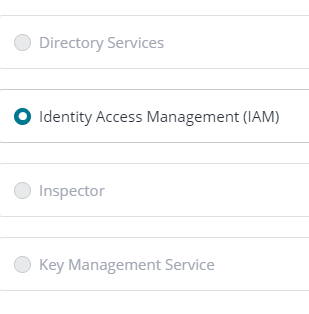 Directory Services
Identity Access Management (IAM)
Inspector
Key Management Service